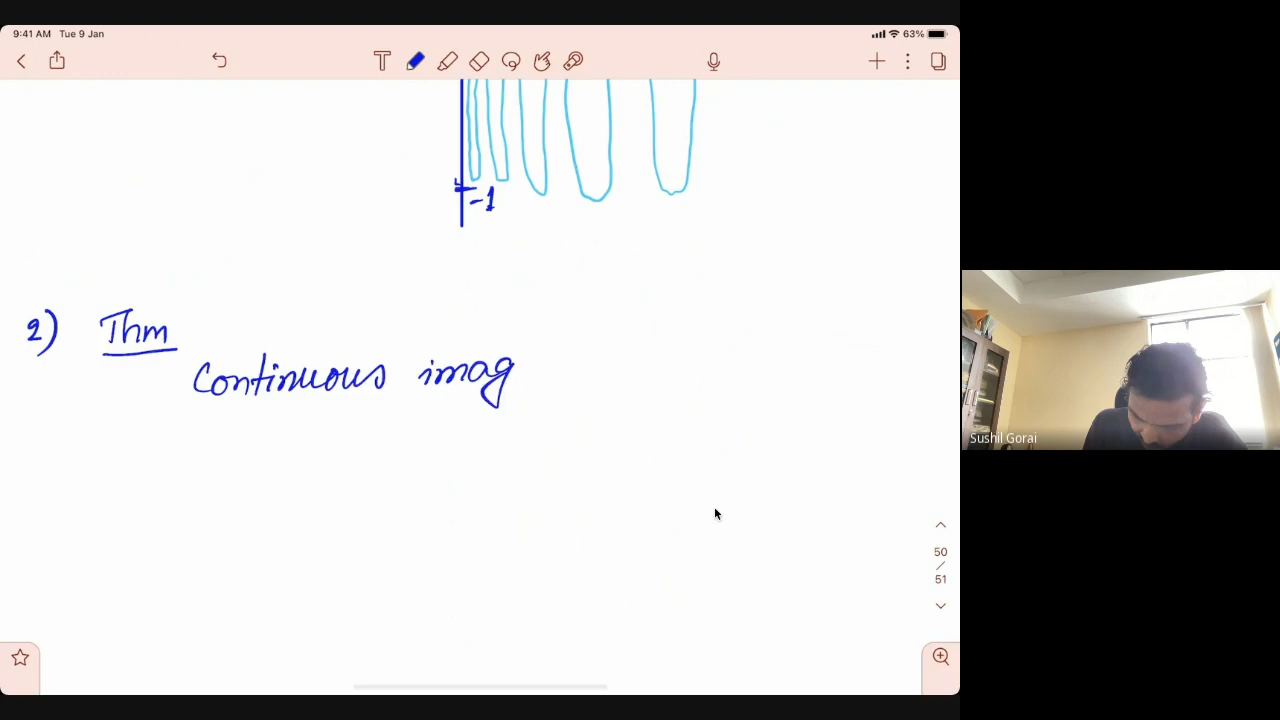 9:41 AM Tue 9 Jan
63%
-1
2) Thm
Continuous imag
50
/
51
Sushil Gorai